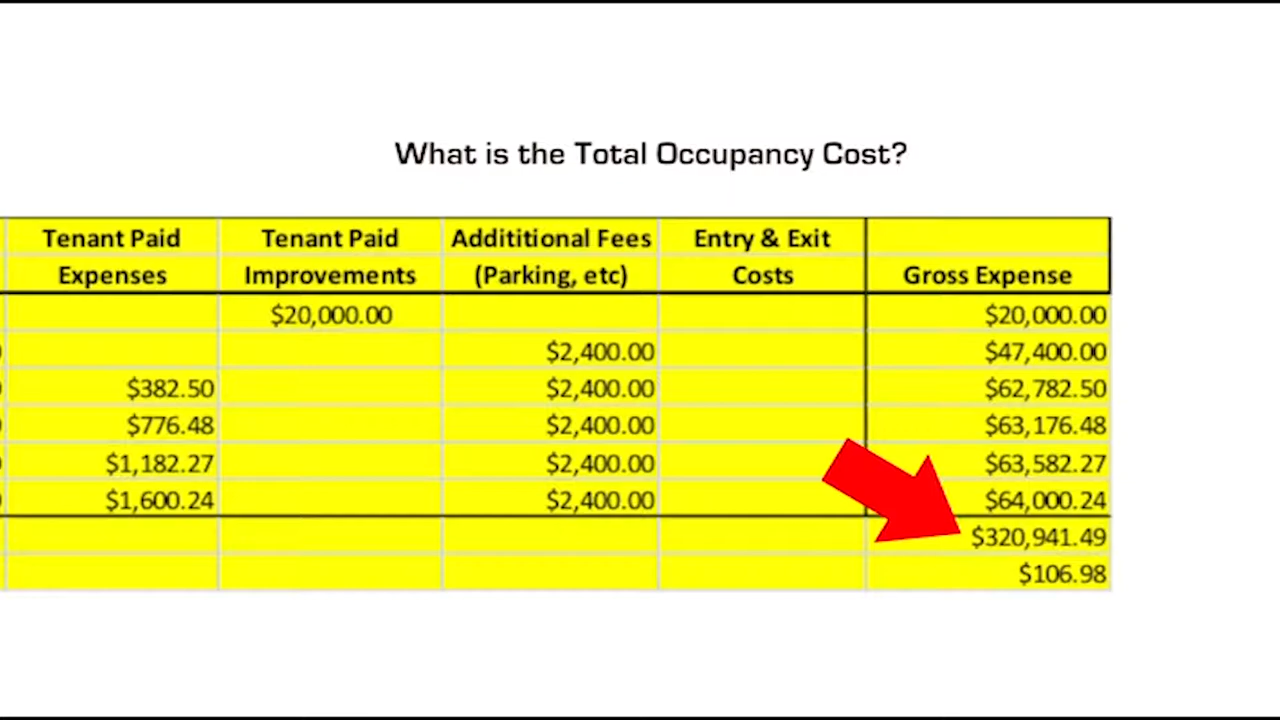 What is the Total Occupancy Cost?
Tenant Paid Tenant Paid Addititional Fees Entry & Exit
Expenses Improvements (Parking, etc) Costs Gross Expense
$20,000.00 $20,000.00
$2,400.00 $47,400.00
$382.50 $2,400.00 $62,782.50
$776.48 $2,400.00 $63,176.48
$1,182.27 $2,400.00 $63,582.27
$1,600.24 $2,400.00 $64,000.24
$320,941.49
$106.98